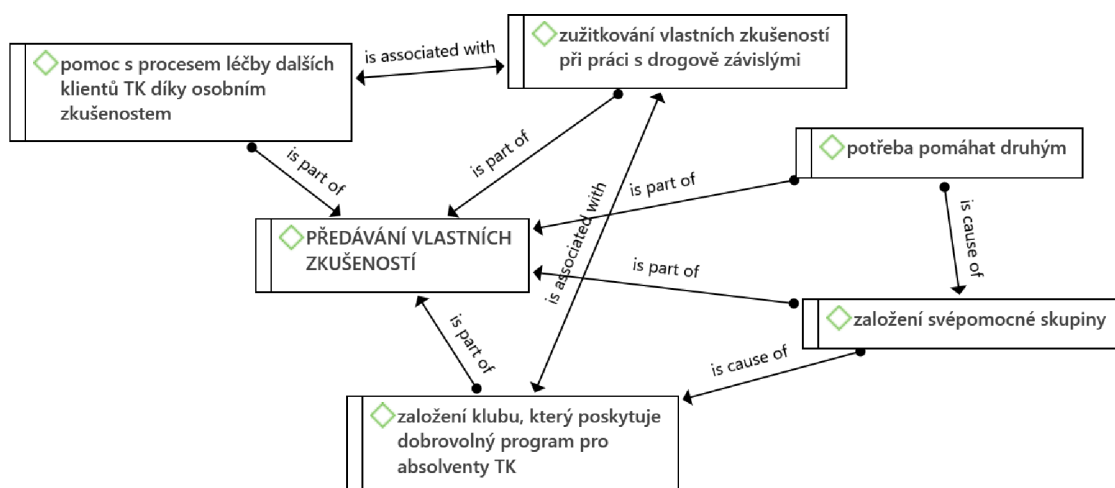 pomoc s procesem léčby dalších
klientů TK díky osobním
zkušenostem
is associated with
zužitkování vlastních zkušeností
při práci s drogově závislými
is part of
is part of
is part of
potřeba pomáhat druhým
is cause of
is associated with
PŘEDÁVÁNÍ VLASTNÍCH
ZKUŠENOSTÍ
is part of
založení svépomocné skupiny
is part of
is cause of
založení klubu, který poskytuje
dobrovolný program pro
absolventy TK